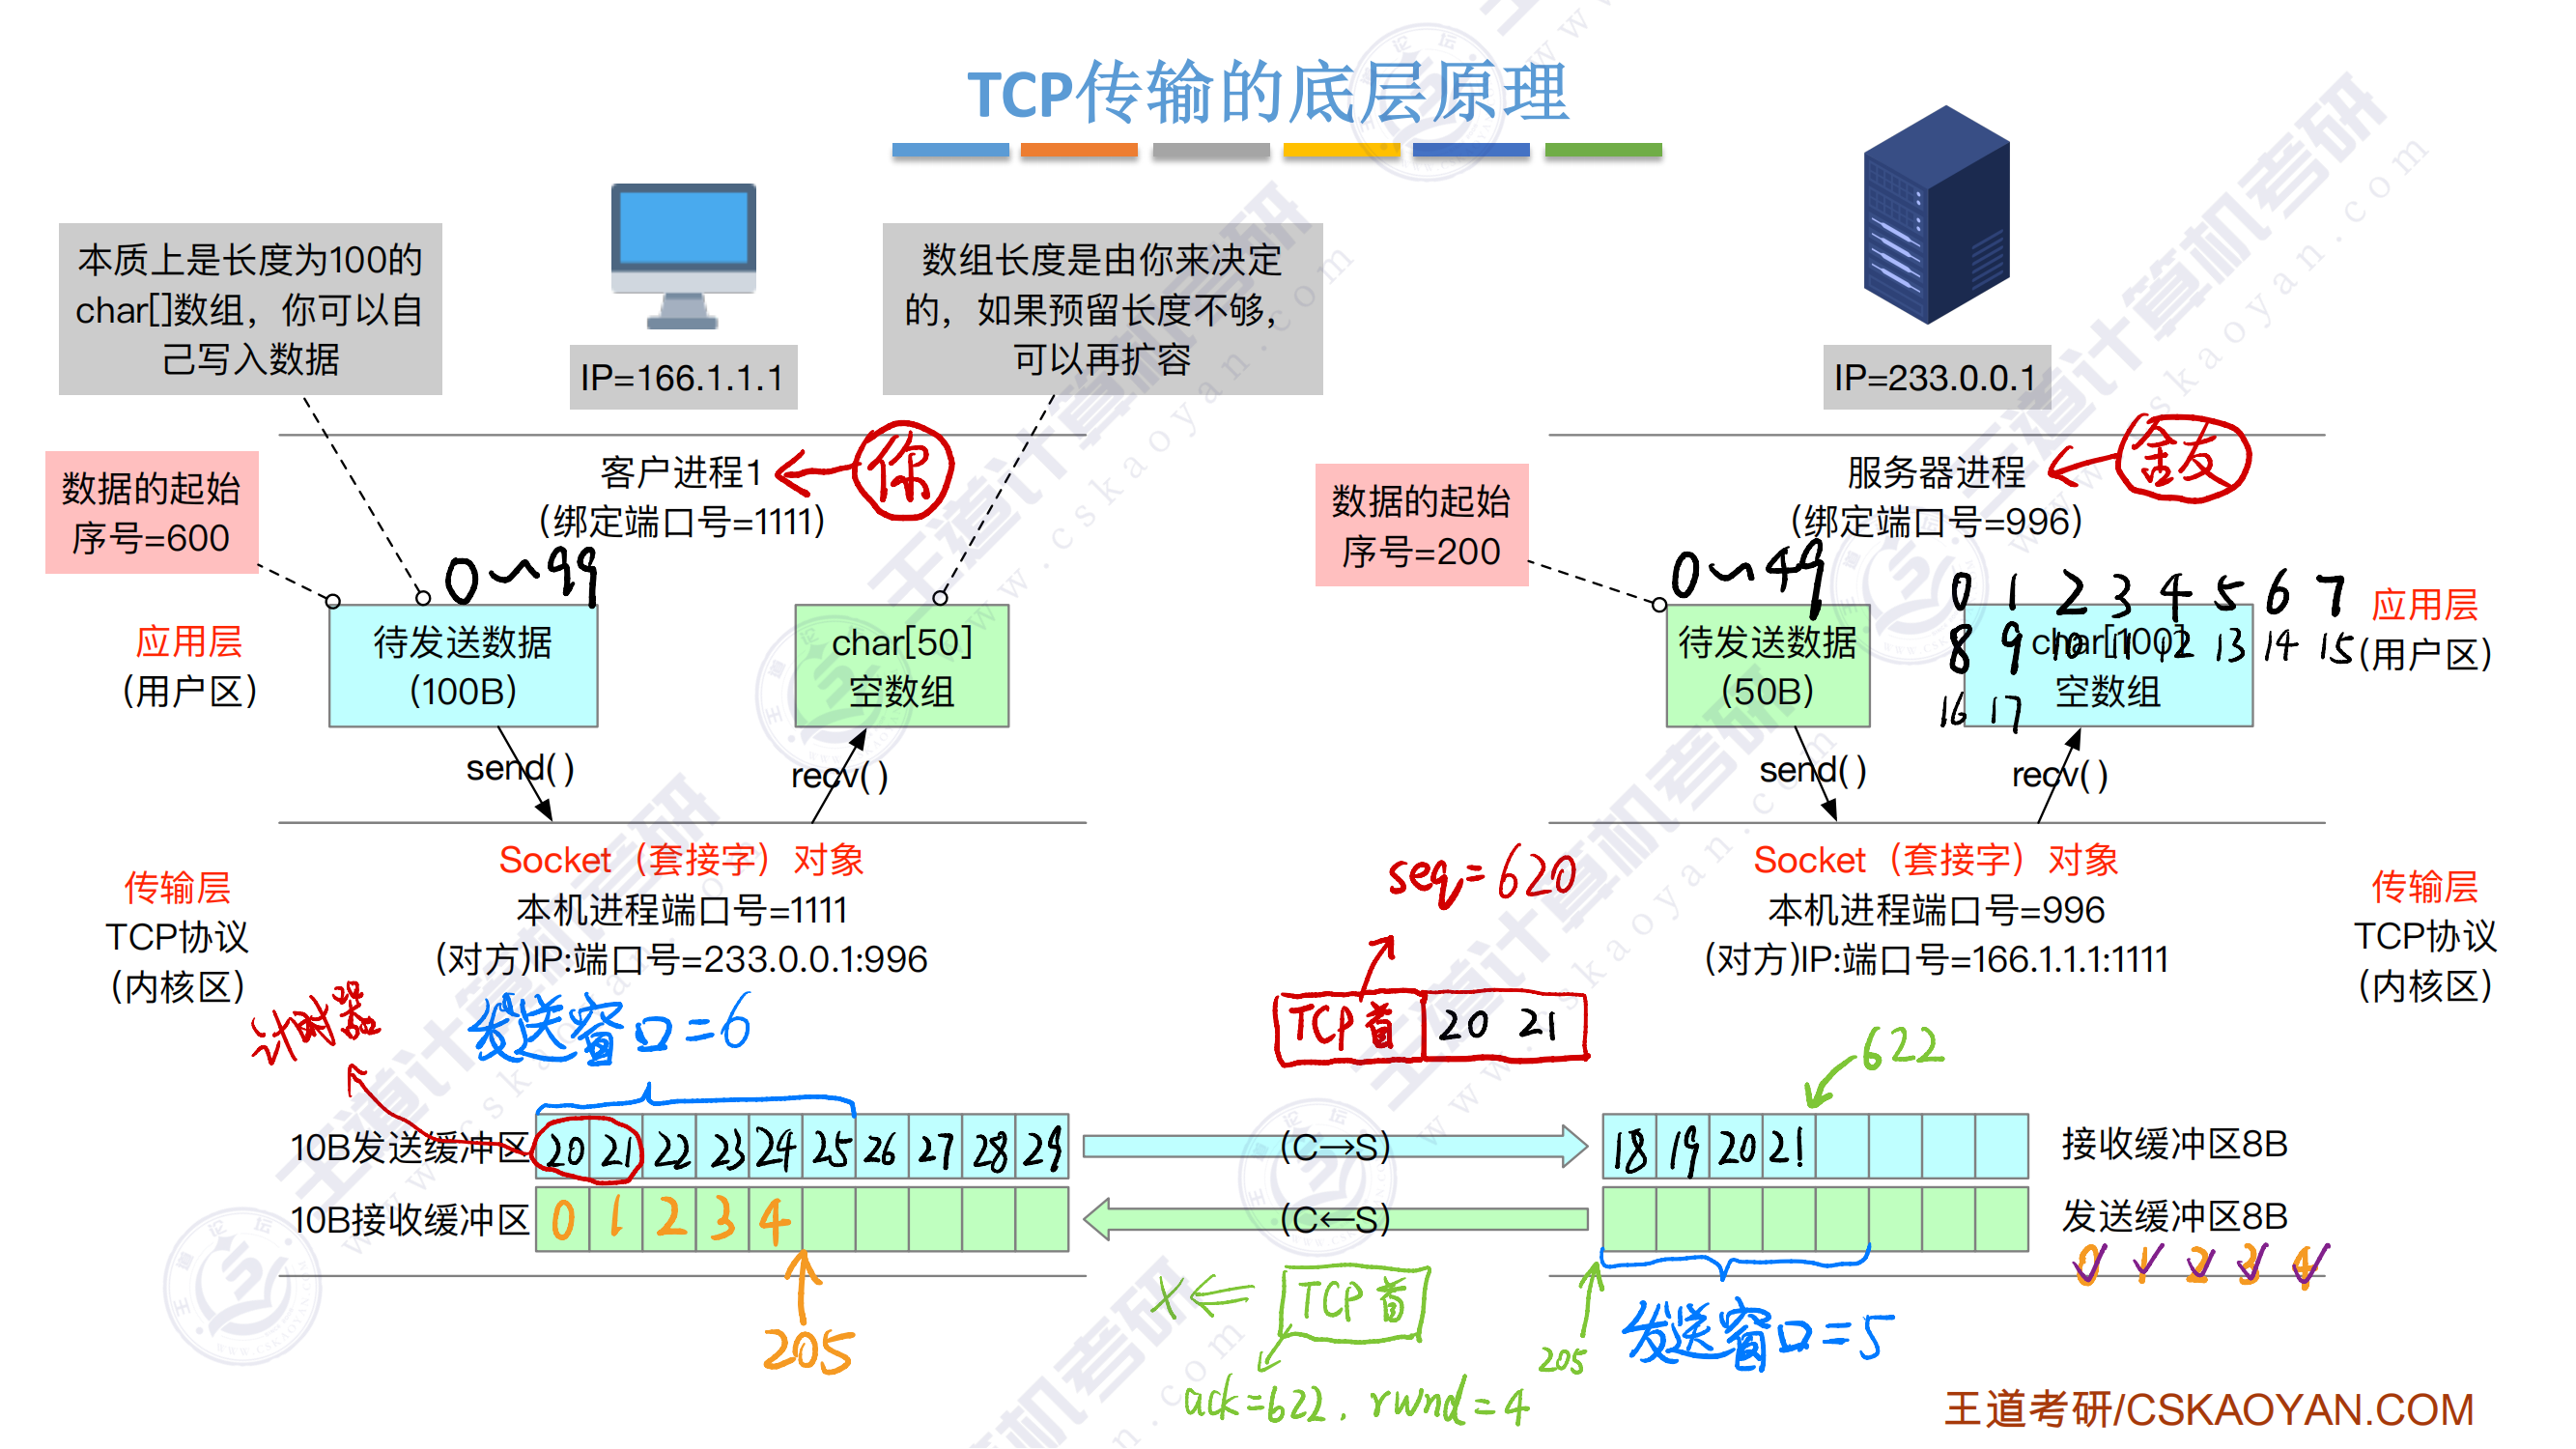 TCP传输的底层原理
本质上是长度为100的
char[]数组，你可以自
己写入数据
IP=166.1.1.1
数组长度是由你来决定
的，如果预留长度不够，
可以再扩容
IP=233.0.0.1
数据的起始
序号=600
客户进程1
(绑定端口号=1111)
你
数据的起始
序号=200
服务器进程
(绑定端口号=996)
0~99
0~49
应用层
(用户区)
待发送数据
(100B)
char[50]
空数组
待发送数据
(50B)
0 1 2 3 4 5 6 7
8 9 10 11 12 13 14 15
16 17
char[100]
空数组
应用层
(用户区)
send()
recv()
send()
recv()
传输层
TCP协议
(内核区)
Socket（套接字）对象
本机进程端口号=1111
(对方)IP:端口号=233.0.0.1:996
seq=620
Socket（套接字）对象
本机进程端口号=996
(对方)IP:端口号=166.1.1.1:1111
传输层
TCP协议
(内核区)
计时器
发送窗口=6
TCP首 20 21
622
10B发送缓冲区
20 21 22 23 24 25 26 27 28 29
(C→S)
18 19 20 21
接收缓冲区8B
10B接收缓冲区
0 1 2 3 4
(C←S)
发送缓冲区8B
0 1 2 3 4
205
X
TCP首
ack=622, rwnd=4
205
发送窗口=5
王道考研/CSKAOYAN.COM
王道计算机考研
www.cskaoyan.com